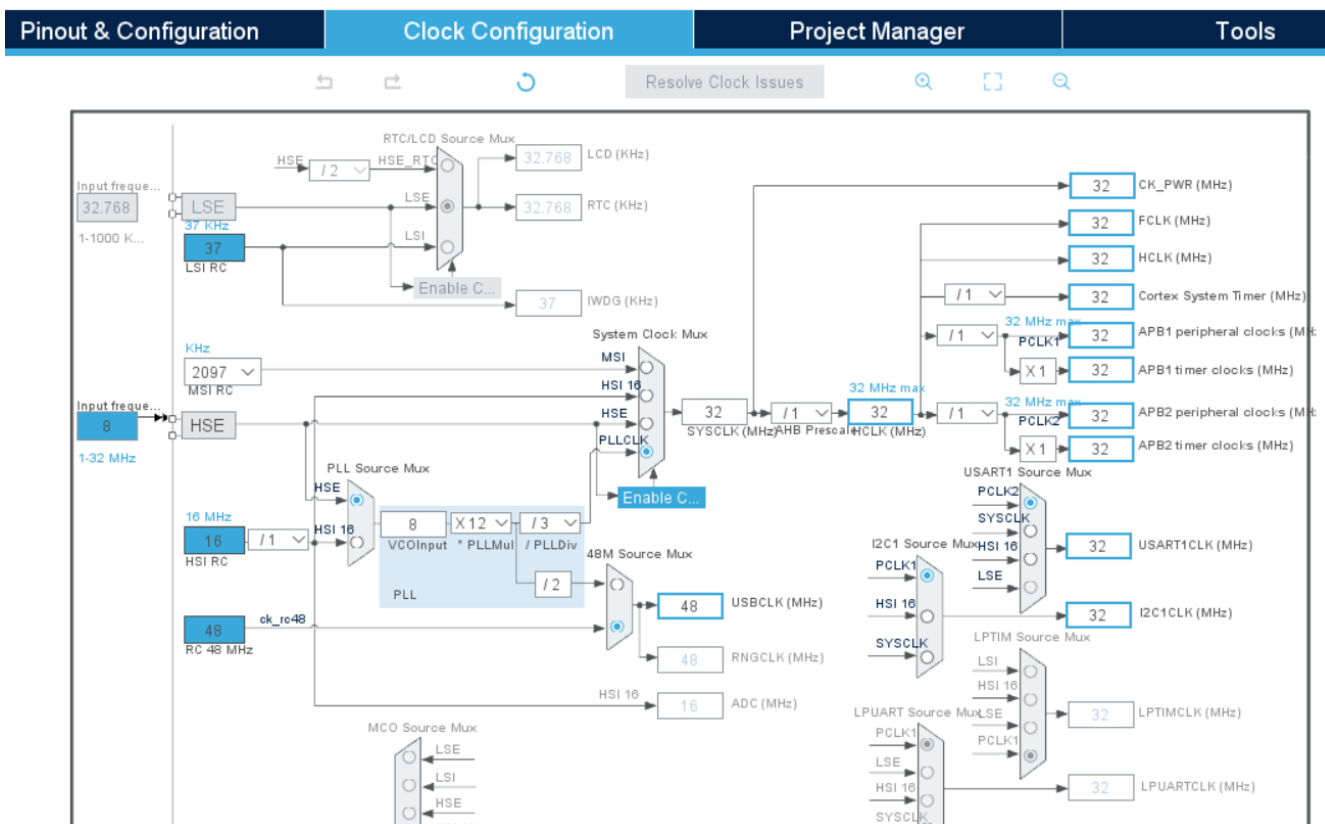 Pinout & Configuration
Clock Configuration
Project Manager
Tools
Resolve Clock Issues
RTC/LCD Source Mux
HSE
/ 2
HSE_RTC
32.768
LCD (KHz)
Input freque...
32.768
1-1000 K...
LSE
LSE
32.768
RTC (KHz)
37 KHz
37
LSI RC
LSI
Enable C...
37
IWDG (KHz)
32
CK_PWR (MHz)
32
FCLK (MHz)
32
HCLK (MHz)
/ 1
32
Cortex System Timer (MHz)
System Clock Mux
MSI
KHz
2097
MSI RC
HSI 16
HSE
PLLCLK
Input freque...
8
1-32 MHz
HSE
32
SYSCLK (MHz)
/ 1
AHB Prescale
32 MHz max
32
HCLK (MHz)
/ 1
32 MHz max
PCLK1
32
APB1 peripheral clocks (MH
X 1
32
APB1 timer clocks (MHz)
/ 1
32 MHz max
PCLK2
32
APB2 peripheral clocks (MH
X 1
32
APB2 timer clocks (MHz)
Enable C...
PLL Source Mux
HSE
16 MHz
16
HSI RC
/ 1
HSI 16
8
VCOInput
X 12
* PLLMul
/ 3
/ PLLDiv
/ 2
PLL
48M Source Mux
48
USBCLK (MHz)
48
RC 48 MHz
ck_rc48
48
RNGCLK (MHz)
HSI 16
16
ADC (MHz)
USART1 Source Mux
PCLK2
SYSCLK
HSI 16
LSE
32
USART1CLK (MHz)
I2C1 Source Mux
PCLK1
HSI 16
SYSCLK
32
I2C1CLK (MHz)
LPTIM Source Mux
LSI
HSI 16
LSE
PCLK1
32
LPTIMCLK (MHz)
LPUART Source Mux
PCLK1
LSE
HSI 16
SYSCLK
32
LPUARTCLK (MHz)
MCO Source Mux
LSE
LSI
HSE